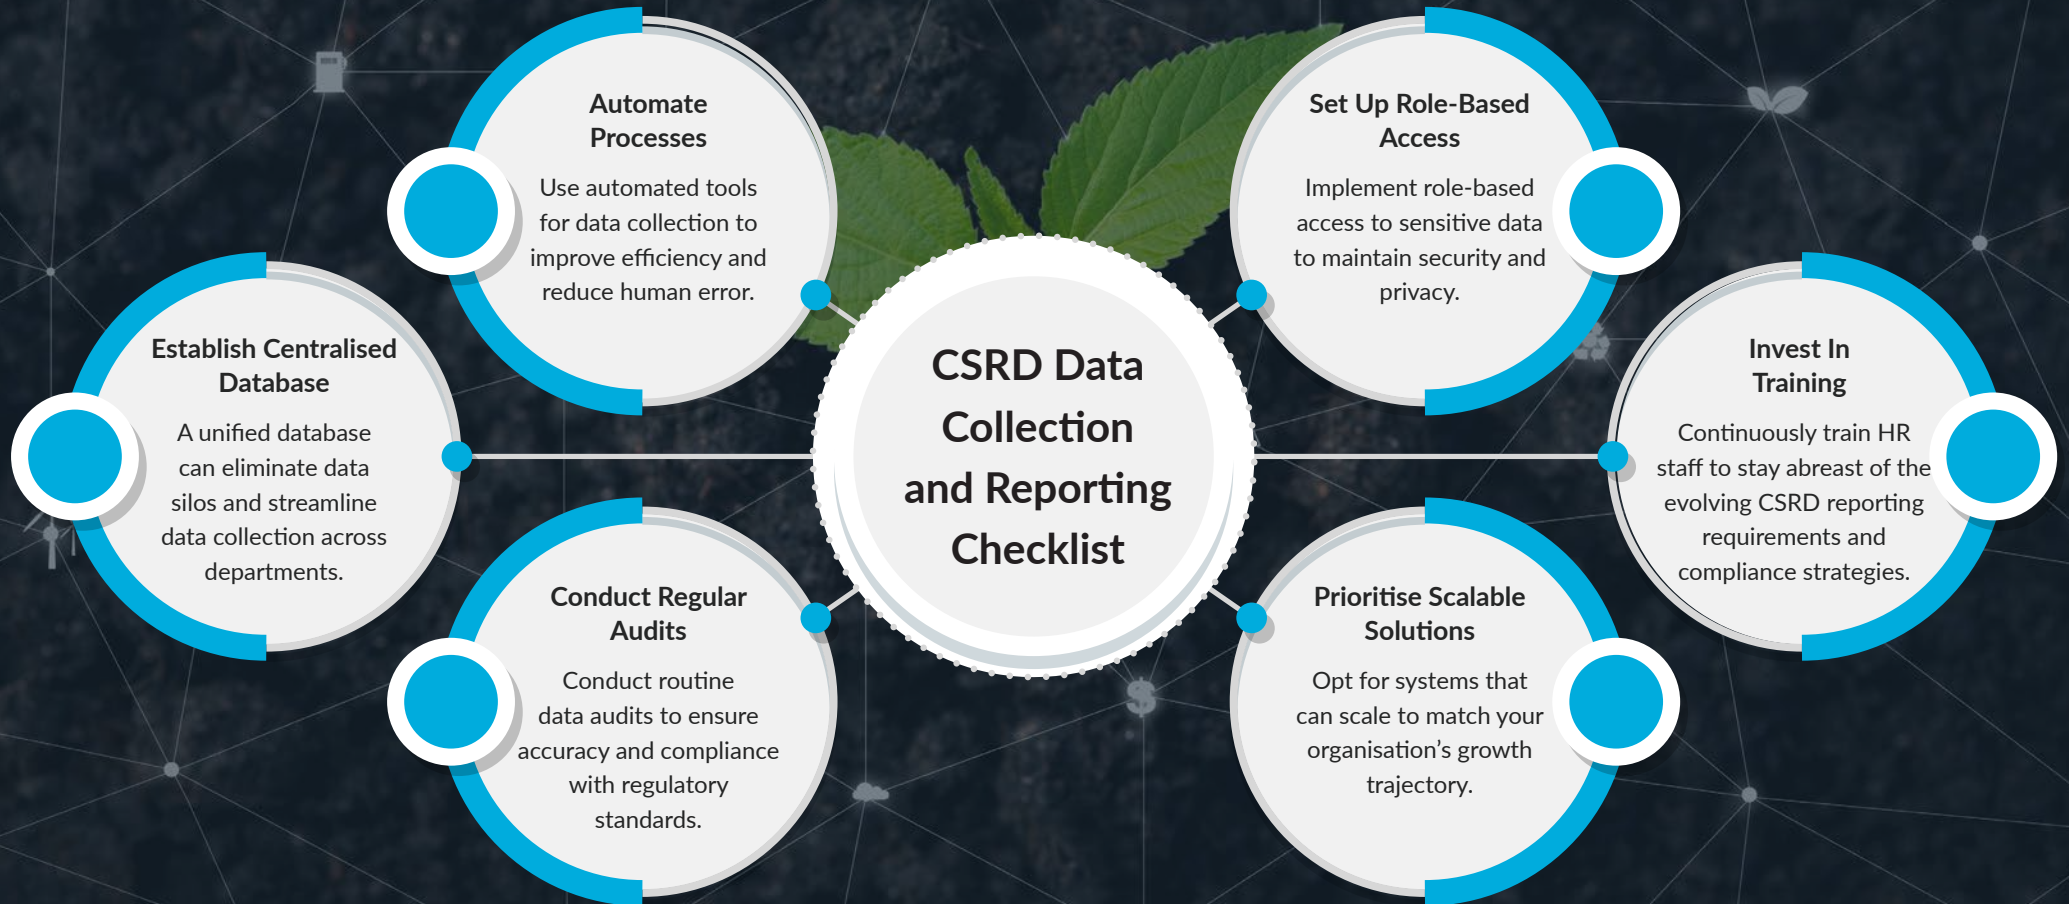 Automate
Processes
Use automated tools
for data collection to
improve efficiency and
reduce human error.
Set Up Role-Based
Access
Implement role-based
access to sensitive data
to maintain security and
privacy.
Establish Centralised
Database
A unified database
can eliminate data
silos and streamline
data collection across
departments.
CSRD Data
Collection
and Reporting
Checklist
Invest In
Training
Continuously train HR
staff to stay abreast of the
evolving CSRD reporting
requirements and
compliance strategies.
Conduct Regular
Audits
Conduct routine
data audits to ensure
accuracy and compliance
with regulatory
standards.
Prioritise Scalable
Solutions
Opt for systems that
can scale to match your
organisation’s growth
trajectory.